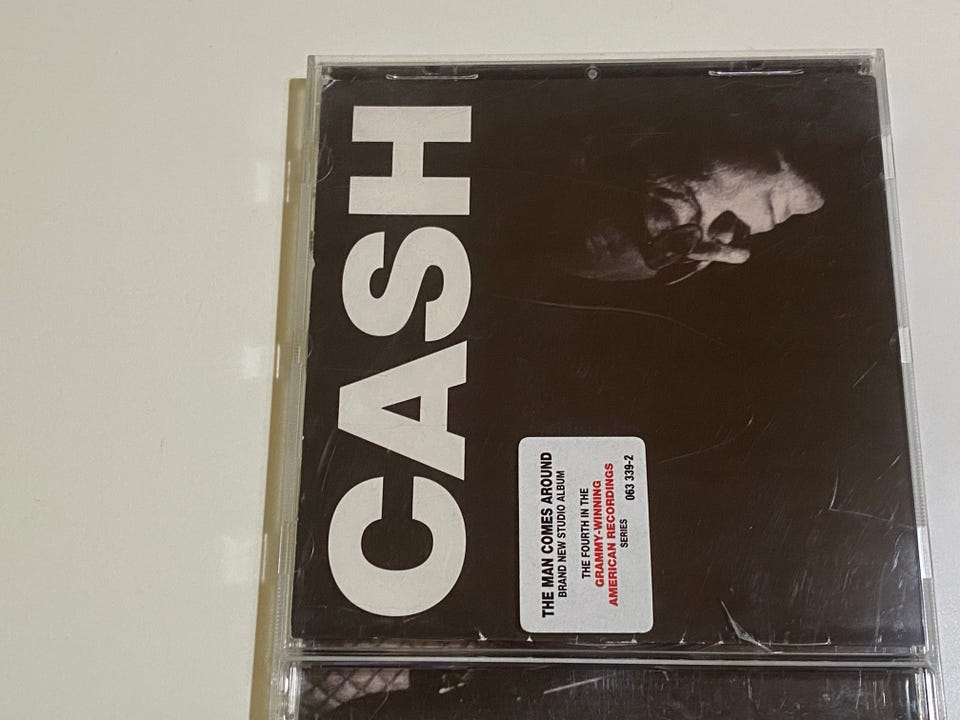 CASH
THE MAN COMES AROUND
BRAND NEW STUDIO ALBUM
THE FOURTH IN THE
GRAMMY-WINNING
AMERICAN RECORDINGS
SERIES
063 339-2